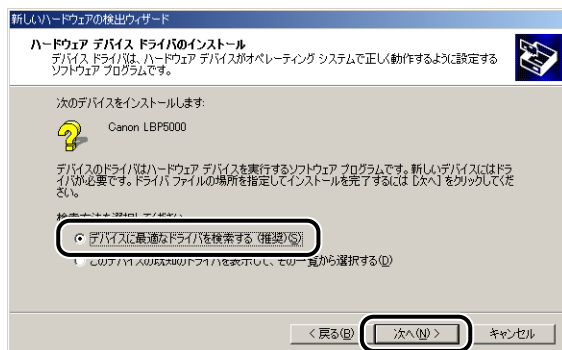 新しいハードウェアの検出ウィザード
ハードウェア デバイス ドライバのインストール
デバイス ドライバは、ハードウェア デバイスがオペレーティング システムで正しく動作するように設定する
ソフトウェア プログラムです。
次のデバイスをインストールします:
Canon LBP5000
デバイスのドライバはハードウェア デバイスを実行するソフトウェア プログラムです。新しいデバイスにはドラ
イバが必要です。ドライバ ファイルの場所を指定してインストールを完了するには [次へ] をクリックしてくだ
さい。
検索方法を選択してください。
デバイスに最適なドライバを検索する (推奨)(S)
このデバイスの既知のドライバを表示して、その一覧から選択する(D)
< 戻る(B)
次へ(N) >
キャンセル